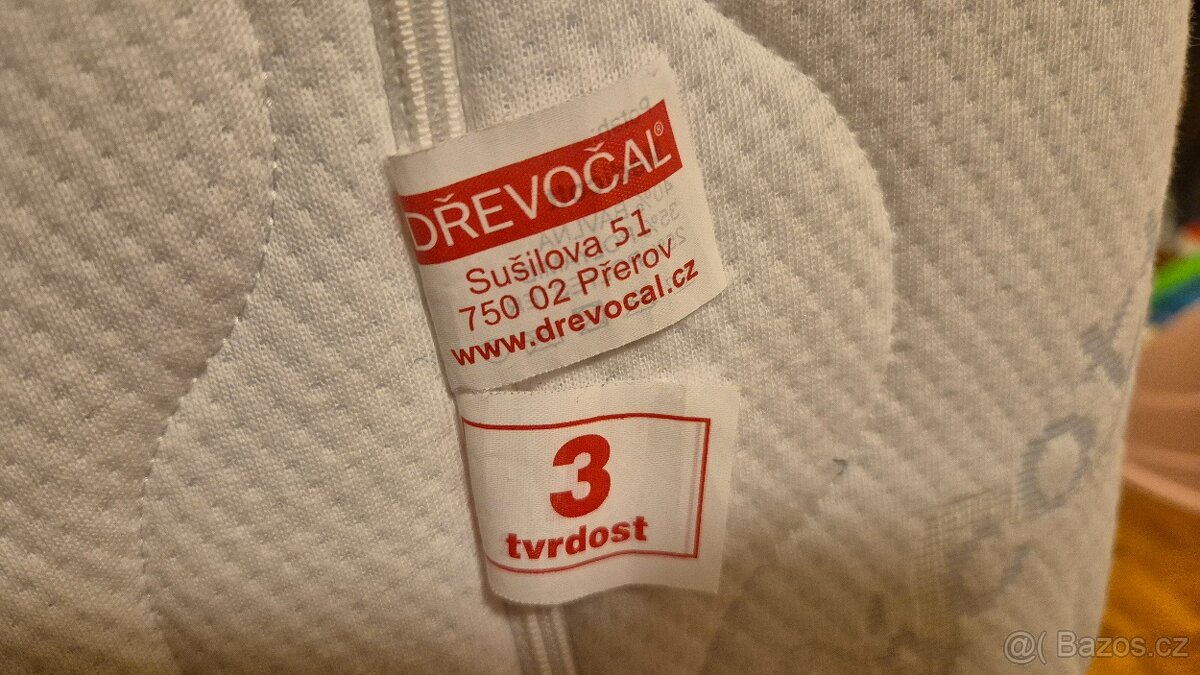 DŘEVOČAL®
Sušilova 51
750 02 Přerov
www.drevocal.cz
3
tvrdost
@( Bazos.cz